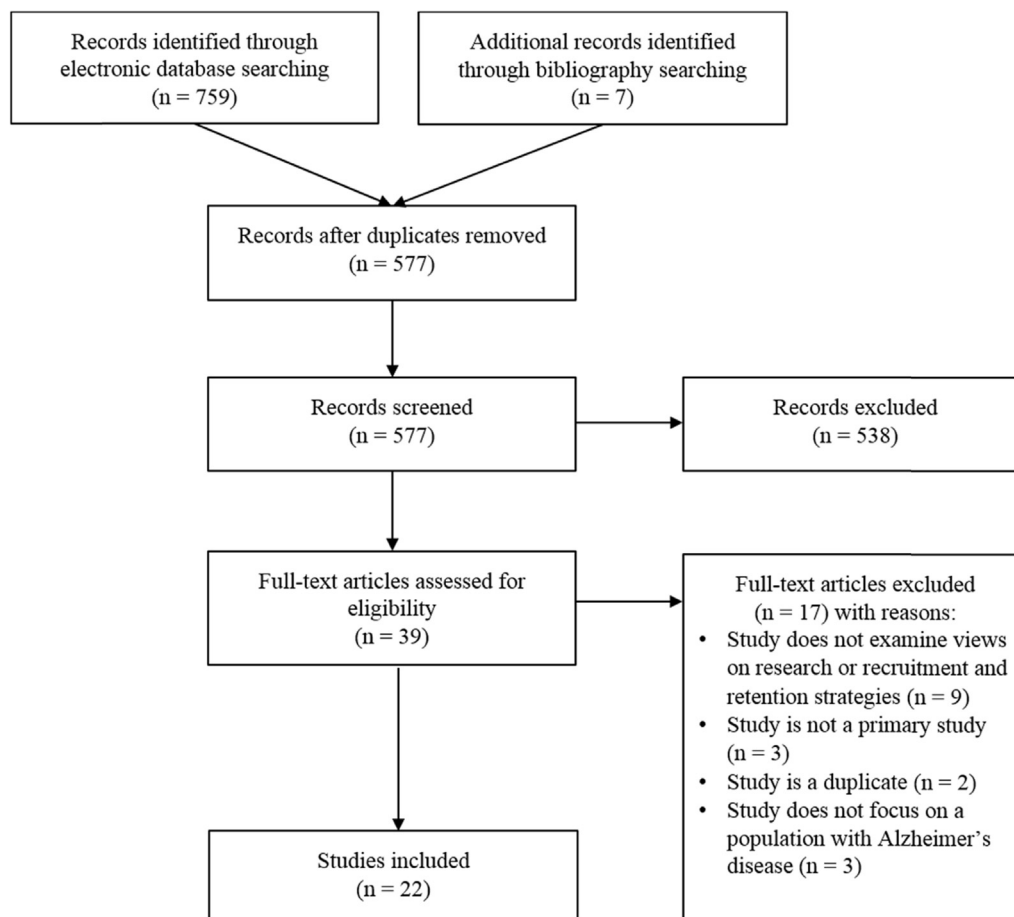 Records identified through
electronic database searching
(n = 759)
Additional records identified
through bibliography searching
(n = 7)
Records after duplicates removed
(n = 577)
Records screened
(n = 577)
Records excluded
(n = 538)
Full-text articles assessed for
eligibility
(n = 39)
Full-text articles excluded
(n = 17) with reasons:
• Study does not examine views
on research or recruitment and
retention strategies (n = 9)
• Study is not a primary study
(n = 3)
• Study is a duplicate (n = 2)
• Study does not focus on a
population with Alzheimer’s
disease (n = 3)
Studies included
(n = 22)